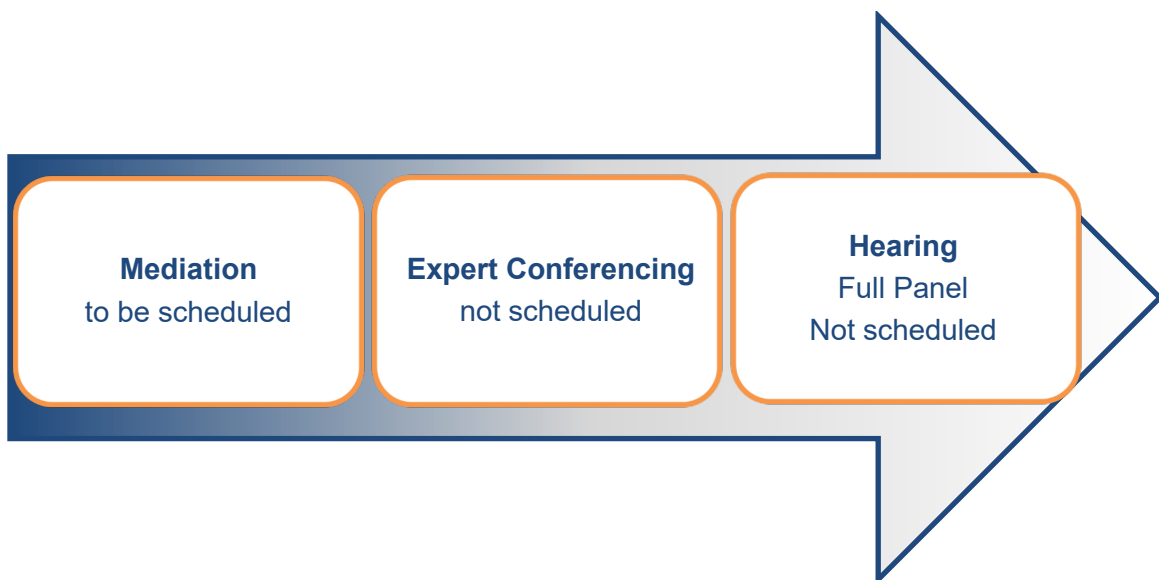 Mediation
to be scheduled
Expert Conferencing
not scheduled
Hearing
Full Panel
Not scheduled